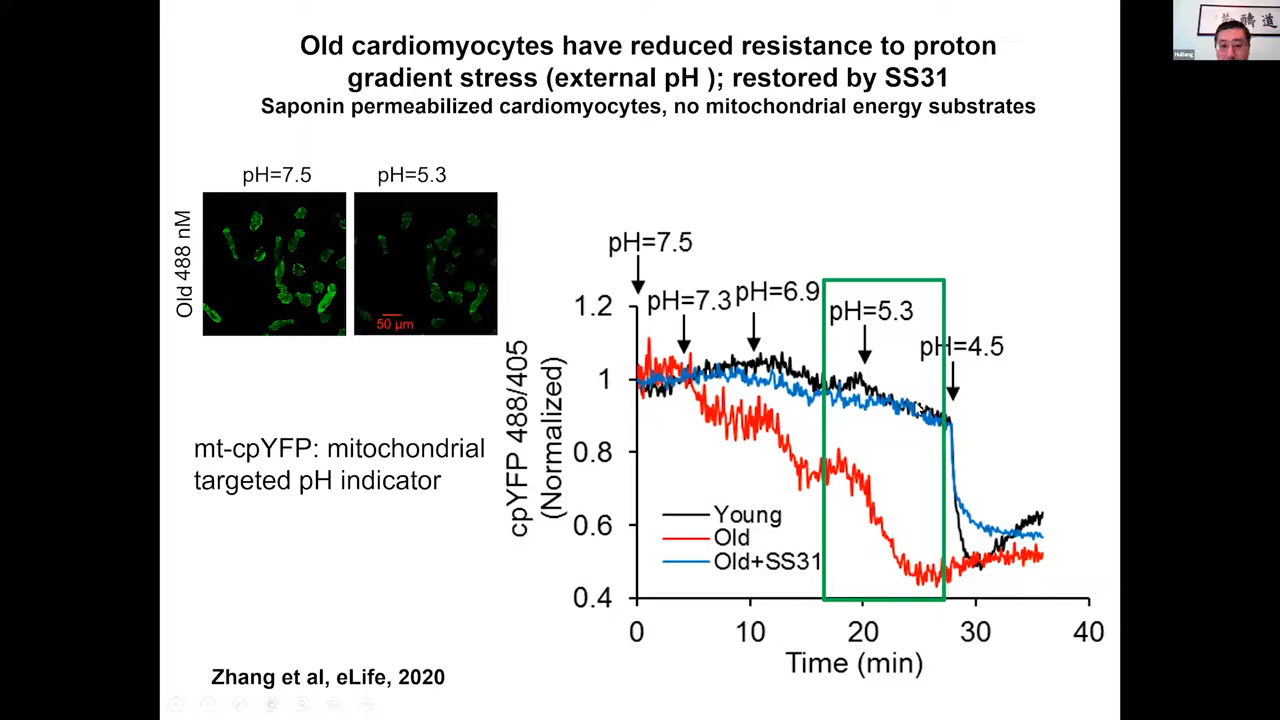 Old cardiomyocytes have reduced resistance to proton
gradient stress (external pH ); restored by SS31
Saponin permeabilized cardiomyocytes, no mitochondrial energy substrates
pH=7.5
pH=5.3
Old 488 nM
50 μm
mt-cpYFP: mitochondrial
targeted pH indicator
pH=7.5
pH=7.3
pH=6.9
pH=5.3
pH=4.5
cpYFP 488/405
(Normalized)
1.2
1
0.8
0.6
0.4
Young
Old
Old+SS31
0
10
20
30
40
Time (min)
Zhang et al, eLife, 2020
道